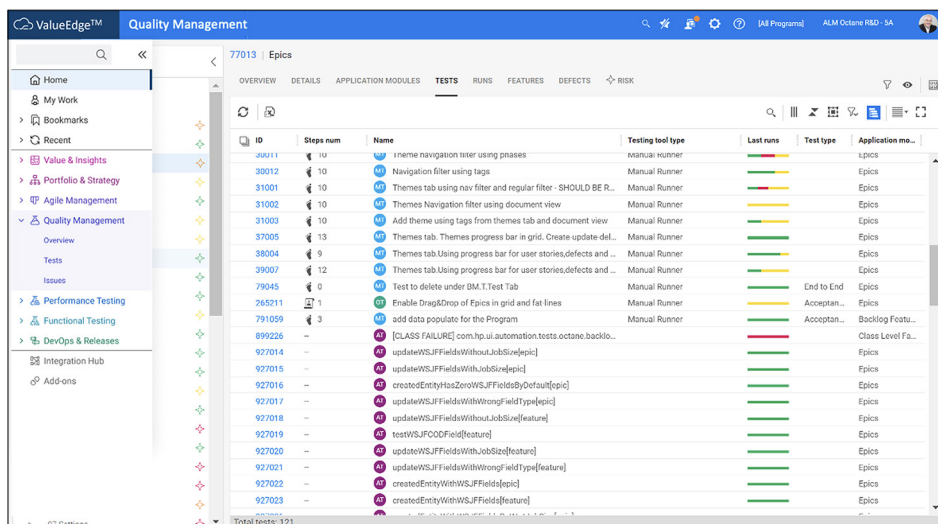 ValueEdge™ Quality Management [All Programs] ALM Octane R&D - 5A
77013 | Epics
Home
My Work
Bookmarks
Recent
Value & Insights
Portfolio & Strategy
Agile Management
Quality Management
Overview
Tests
Issues
Performance Testing
Functional Testing
DevOps & Releases
Integration Hub
Add-ons
OVERVIEW DETAILS APPLICATION MODULES TESTS RUNS FEATURES DEFECTS RISK
ID Steps num Name Testing tool type Last runs Test type Application mo...
30011 10 MT Theme navigation filter using phases Manual Runner Epics
30012 10 MT Navigation filter using tags Manual Runner Epics
31001 10 MT Themes tab using nav filter and regular filter - SHOULD BE R... Manual Runner Epics
31002 10 MT Themes Navigation filter using document view Manual Runner Epics
31003 10 MT Add theme using tags from themes tab and document view Manual Runner Epics
37005 13 MT Themes tab. Themes progress bar in grid. Create-update-del... Manual Runner Epics
38004 9 MT Themes tab.Using progress bar for user stories,defects and ... Manual Runner Epics
39007 12 MT Themes tab.Using progress bar for user stories,defects and ... Manual Runner Epics
79045 0 MT Test to delete under BM.T.Test Tab Manual Runner End to End Epics
265211 1 GT Enable Drag&Drop of Epics in grid and fat-lines Manual Runner Acceptan... Epics
791059 3 MT add data populate for the Program Manual Runner Acceptan... Backlog Featu...
899226 – AT [CLASS FAILURE] com.hp.ui.automation.tests.octane.backlo... Class Level Fa...
927014 – AT updateWSJFFieldsWithoutJobSize[epic] Epics
927015 – AT updateWSJFFieldsWithJobSize[epic] Epics
927016 – AT createdEntityHasZeroWSJFFieldsByDefault[epic] Epics
927017 – AT updateWSJFFieldsWithWrongFieldType[epic] Epics
927018 – AT updateWSJFFieldsWithoutJobSize[feature] Epics
927019 – AT testWSJFCODField[feature] Epics
927020 – AT updateWSJFFieldsWithJobSize[feature] Epics
927021 – AT updateWSJFFieldsWithWrongFieldType[feature] Epics
927022 – AT createdEntityWithWSJFFields[epic] Epics
927023 – AT createdEntityWithWSJFFields[feature] Epics
Total tests: 121